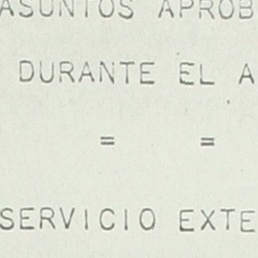 ASUNTOS APROB
DURANTE EL A
= =
SERVICIO EXTE